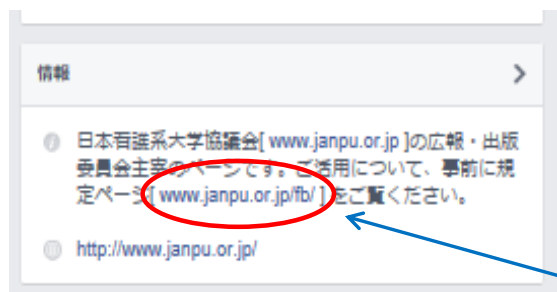 情報
日本看護系大学協議会[ www.janpu.or.jp ]の広報・出版
委員会主宰のページです。ご活用について、事前に規
定ページ[ www.janpu.or.jp/fb/ ] をご覧ください。
http://www.janpu.or.jp/